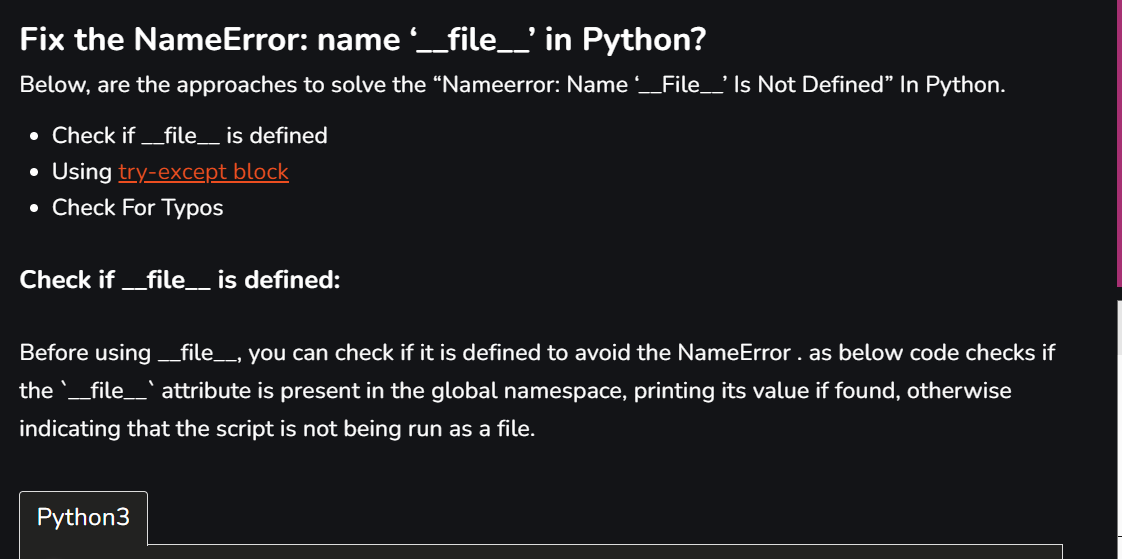 Fix the NameError: name ‘__file__’ in Python?
Below, are the approaches to solve the “Nameerror: Name ‘__File__’ Is Not Defined” In Python.
• Check if __file__ is defined
• Using try-except block
• Check For Typos
Check if __file__ is defined:
Before using __file__, you can check if it is defined to avoid the NameError . as below code checks if
the `__file__` attribute is present in the global namespace, printing its value if found, otherwise
indicating that the script is not being run as a file.
Python3